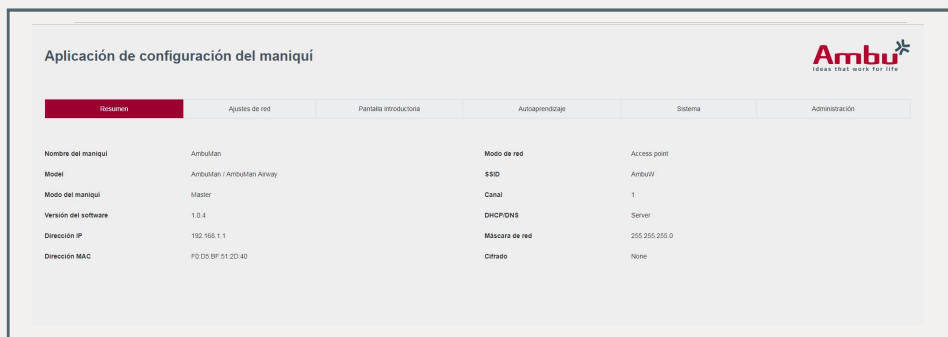 Aplicación de configuración del maniquí
Ambu
Ideas that work for life
Resumen Ajustes de red Pantalla introductoria Autoaprendizaje Sistema Administración
Nombre del maniquí AmbuMan Modo de red Access point
Model AmbuMan / AmbuMan Airway SSID AmbuW
Modo del maniquí Master Canal 1
Versión del software 1.0.4 DHCP/DNS Server
Dirección IP 192.168.1.1 Máscara de red 255.255.255.0
Dirección MAC F0:D5:BF:51:2D:40 Cifrado None